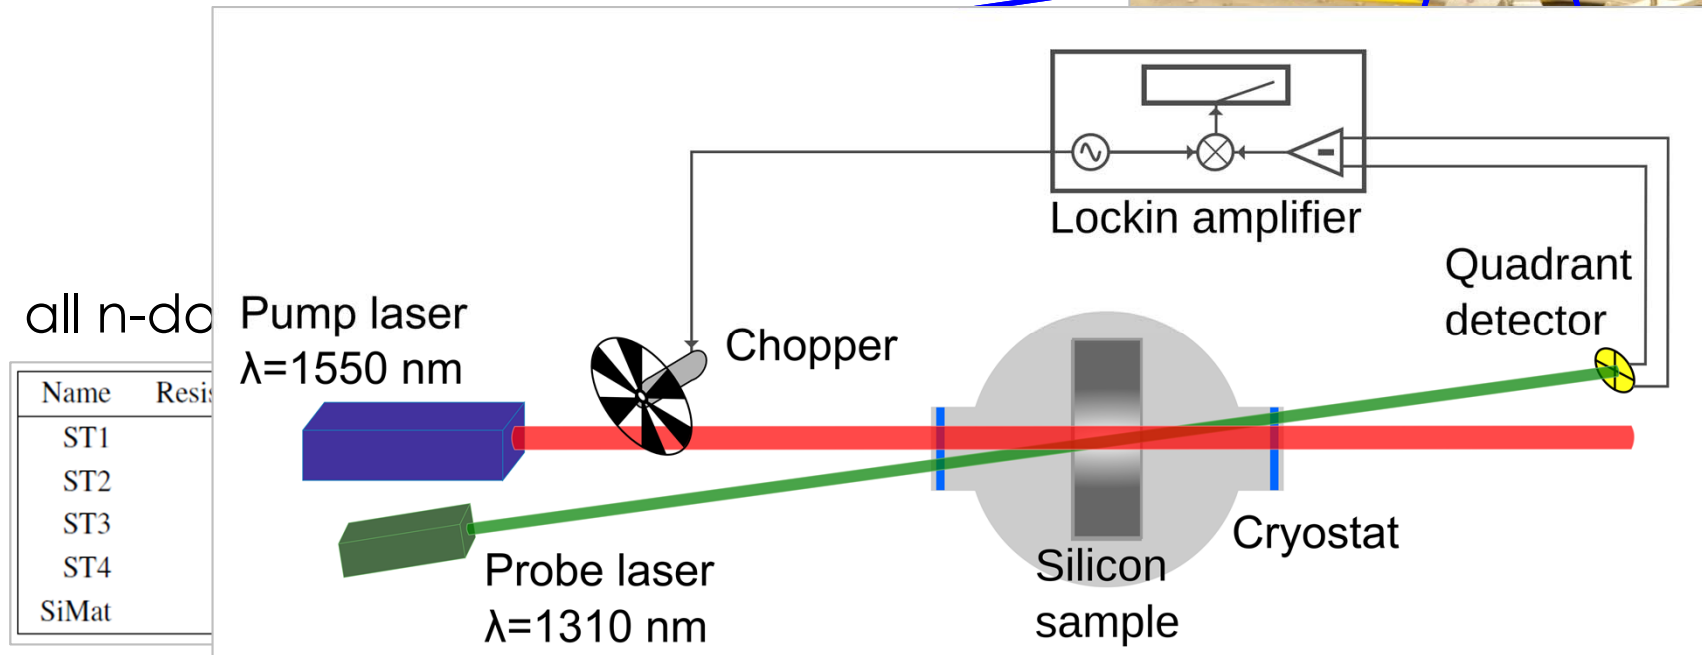 Lockin amplifier
Quadrant
detector
all n-do
Pump laser
λ=1550 nm
Chopper
Name Resis
ST1
ST2
ST3
ST4
SiMat
Cryostat
Silicon
sample
Probe laser
λ=1310 nm